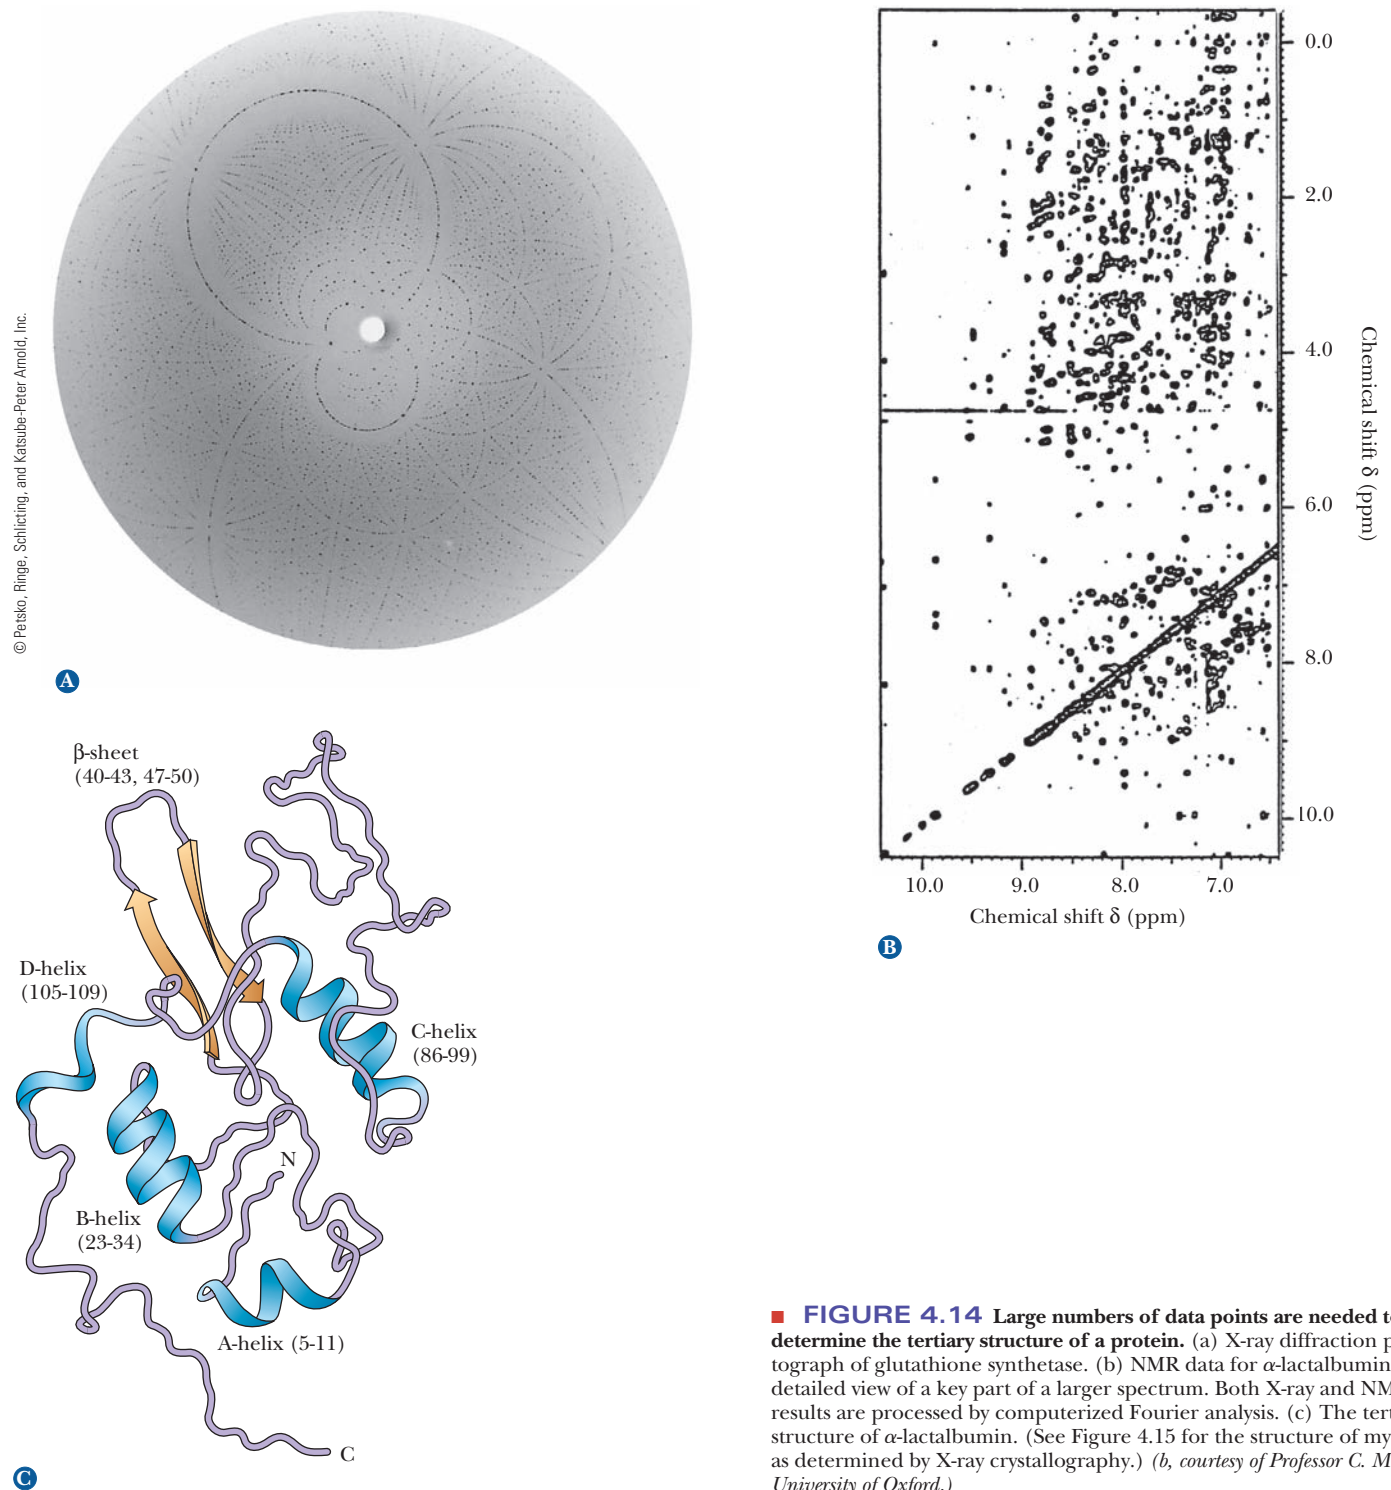 © Petsko, Ringe, Schlicting, and Katsube-Peter Arnold, Inc.
A
0.0
2.0
4.0
6.0
8.0
10.0
Chemical shift δ (ppm)
10.0 9.0 8.0 7.0
Chemical shift δ (ppm)
B
β-sheet
(40-43, 47-50)
D-helix
(105-109)
C-helix
(86-99)
N
B-helix
(23-34)
A-helix (5-11)
C
C
■ FIGURE 4.14 Large numbers of data points are needed to
determine the tertiary structure of a protein. (a) X-ray diffraction p
tograph of glutathione synthetase. (b) NMR data for α-lactalbumin
detailed view of a key part of a larger spectrum. Both X-ray and NM
results are processed by computerized Fourier analysis. (c) The tert
structure of α-lactalbumin. (See Figure 4.15 for the structure of my
as determined by X-ray crystallography.) (b, courtesy of Professor C. M
University of Oxford.)